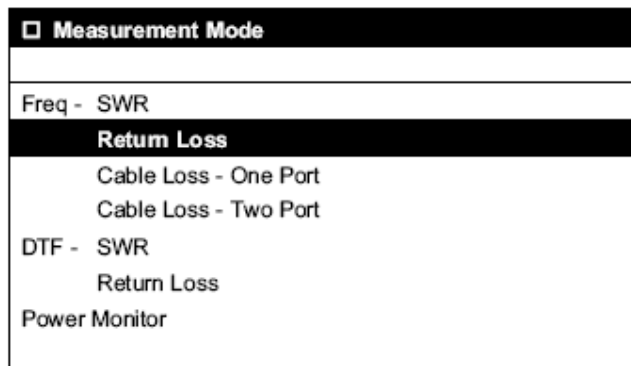 Measurement Mode
Freq - SWR
Return Loss
Cable Loss - One Port
Cable Loss - Two Port
DTF - SWR
Return Loss
Power Monitor